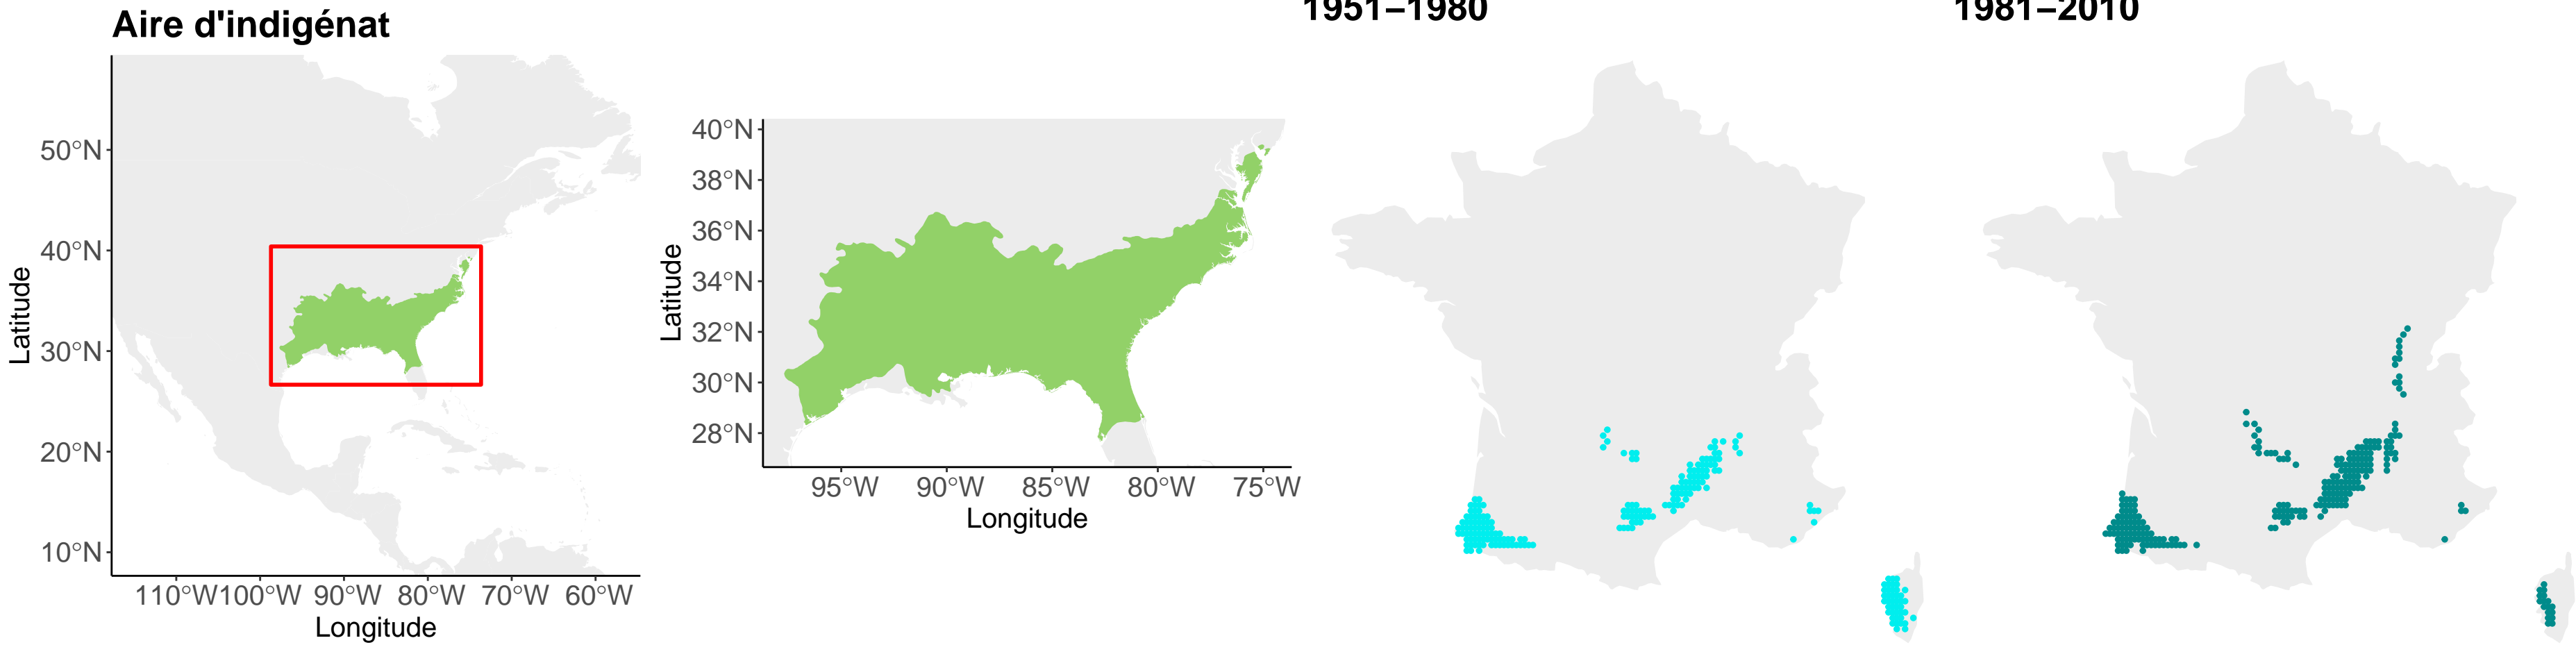 Aire d'indigénat
50°N
40°N
30°N
20°N
10°N
Latitude
110°W 100°W 90°W 80°W 70°W 60°W
Longitude
40°N
38°N
36°N
34°N
32°N
30°N
28°N
Latitude
95°W 90°W 85°W 80°W 75°W
Longitude
1951–1980
1981–2010